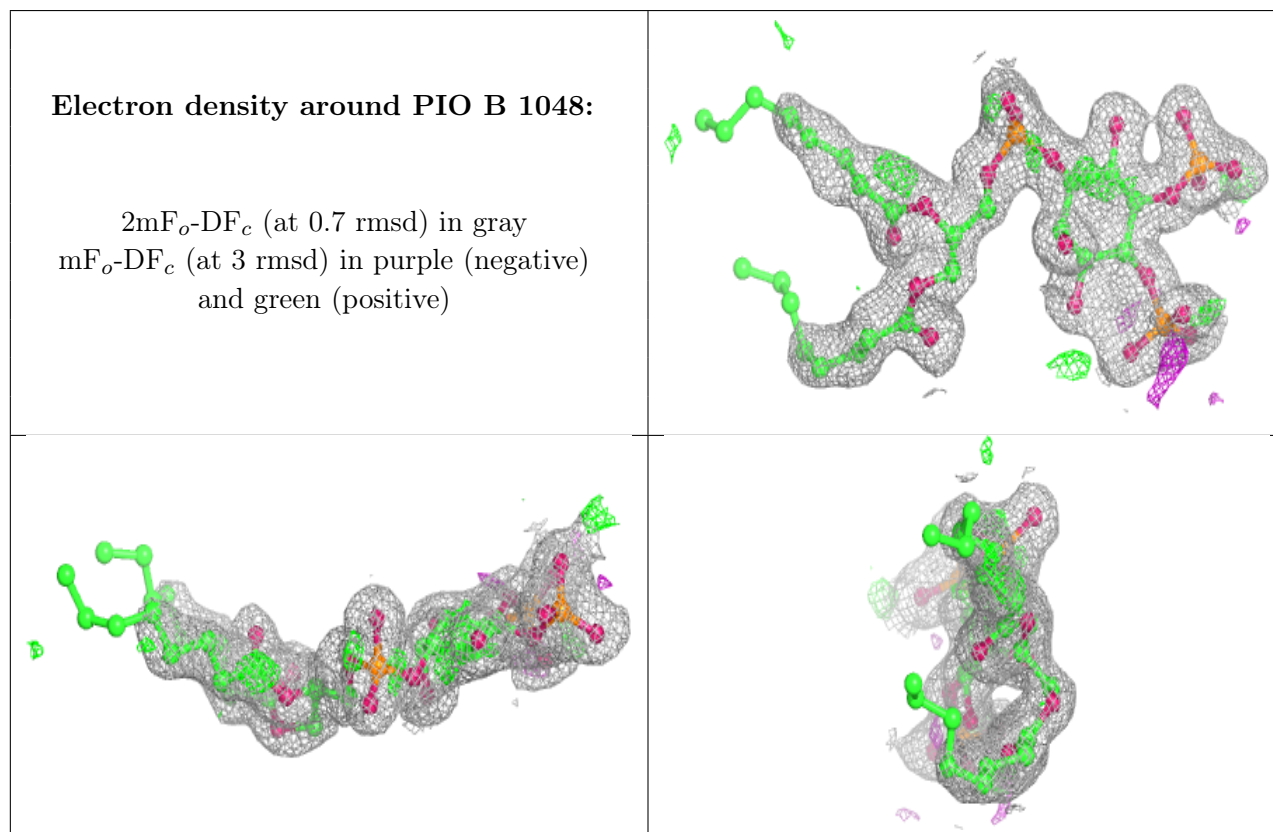 Electron density around PIO B 1048:
2mFo-DFc (at 0.7 rmsd) in gray
mFo-DFc (at 3 rmsd) in purple (negative)
and green (positive)